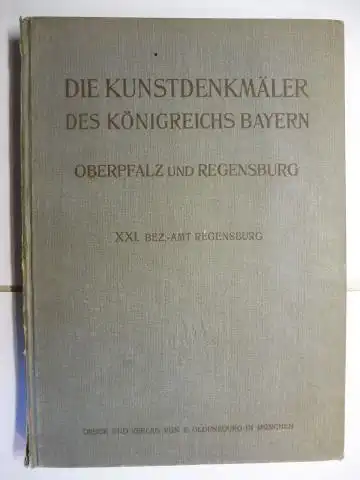 DIE KUNSTDENKMÄLER
DES KÖNIGREICHS BAYERN
OBERPFALZ UND REGENSBURG
XXI. BEZ.-AMT REGENSBURG
DRUCK UND VERLAG VON R. OLDENBOURG IN MÜNCHEN